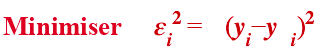 Minimiser ε_i² = (y_i–y_i)²